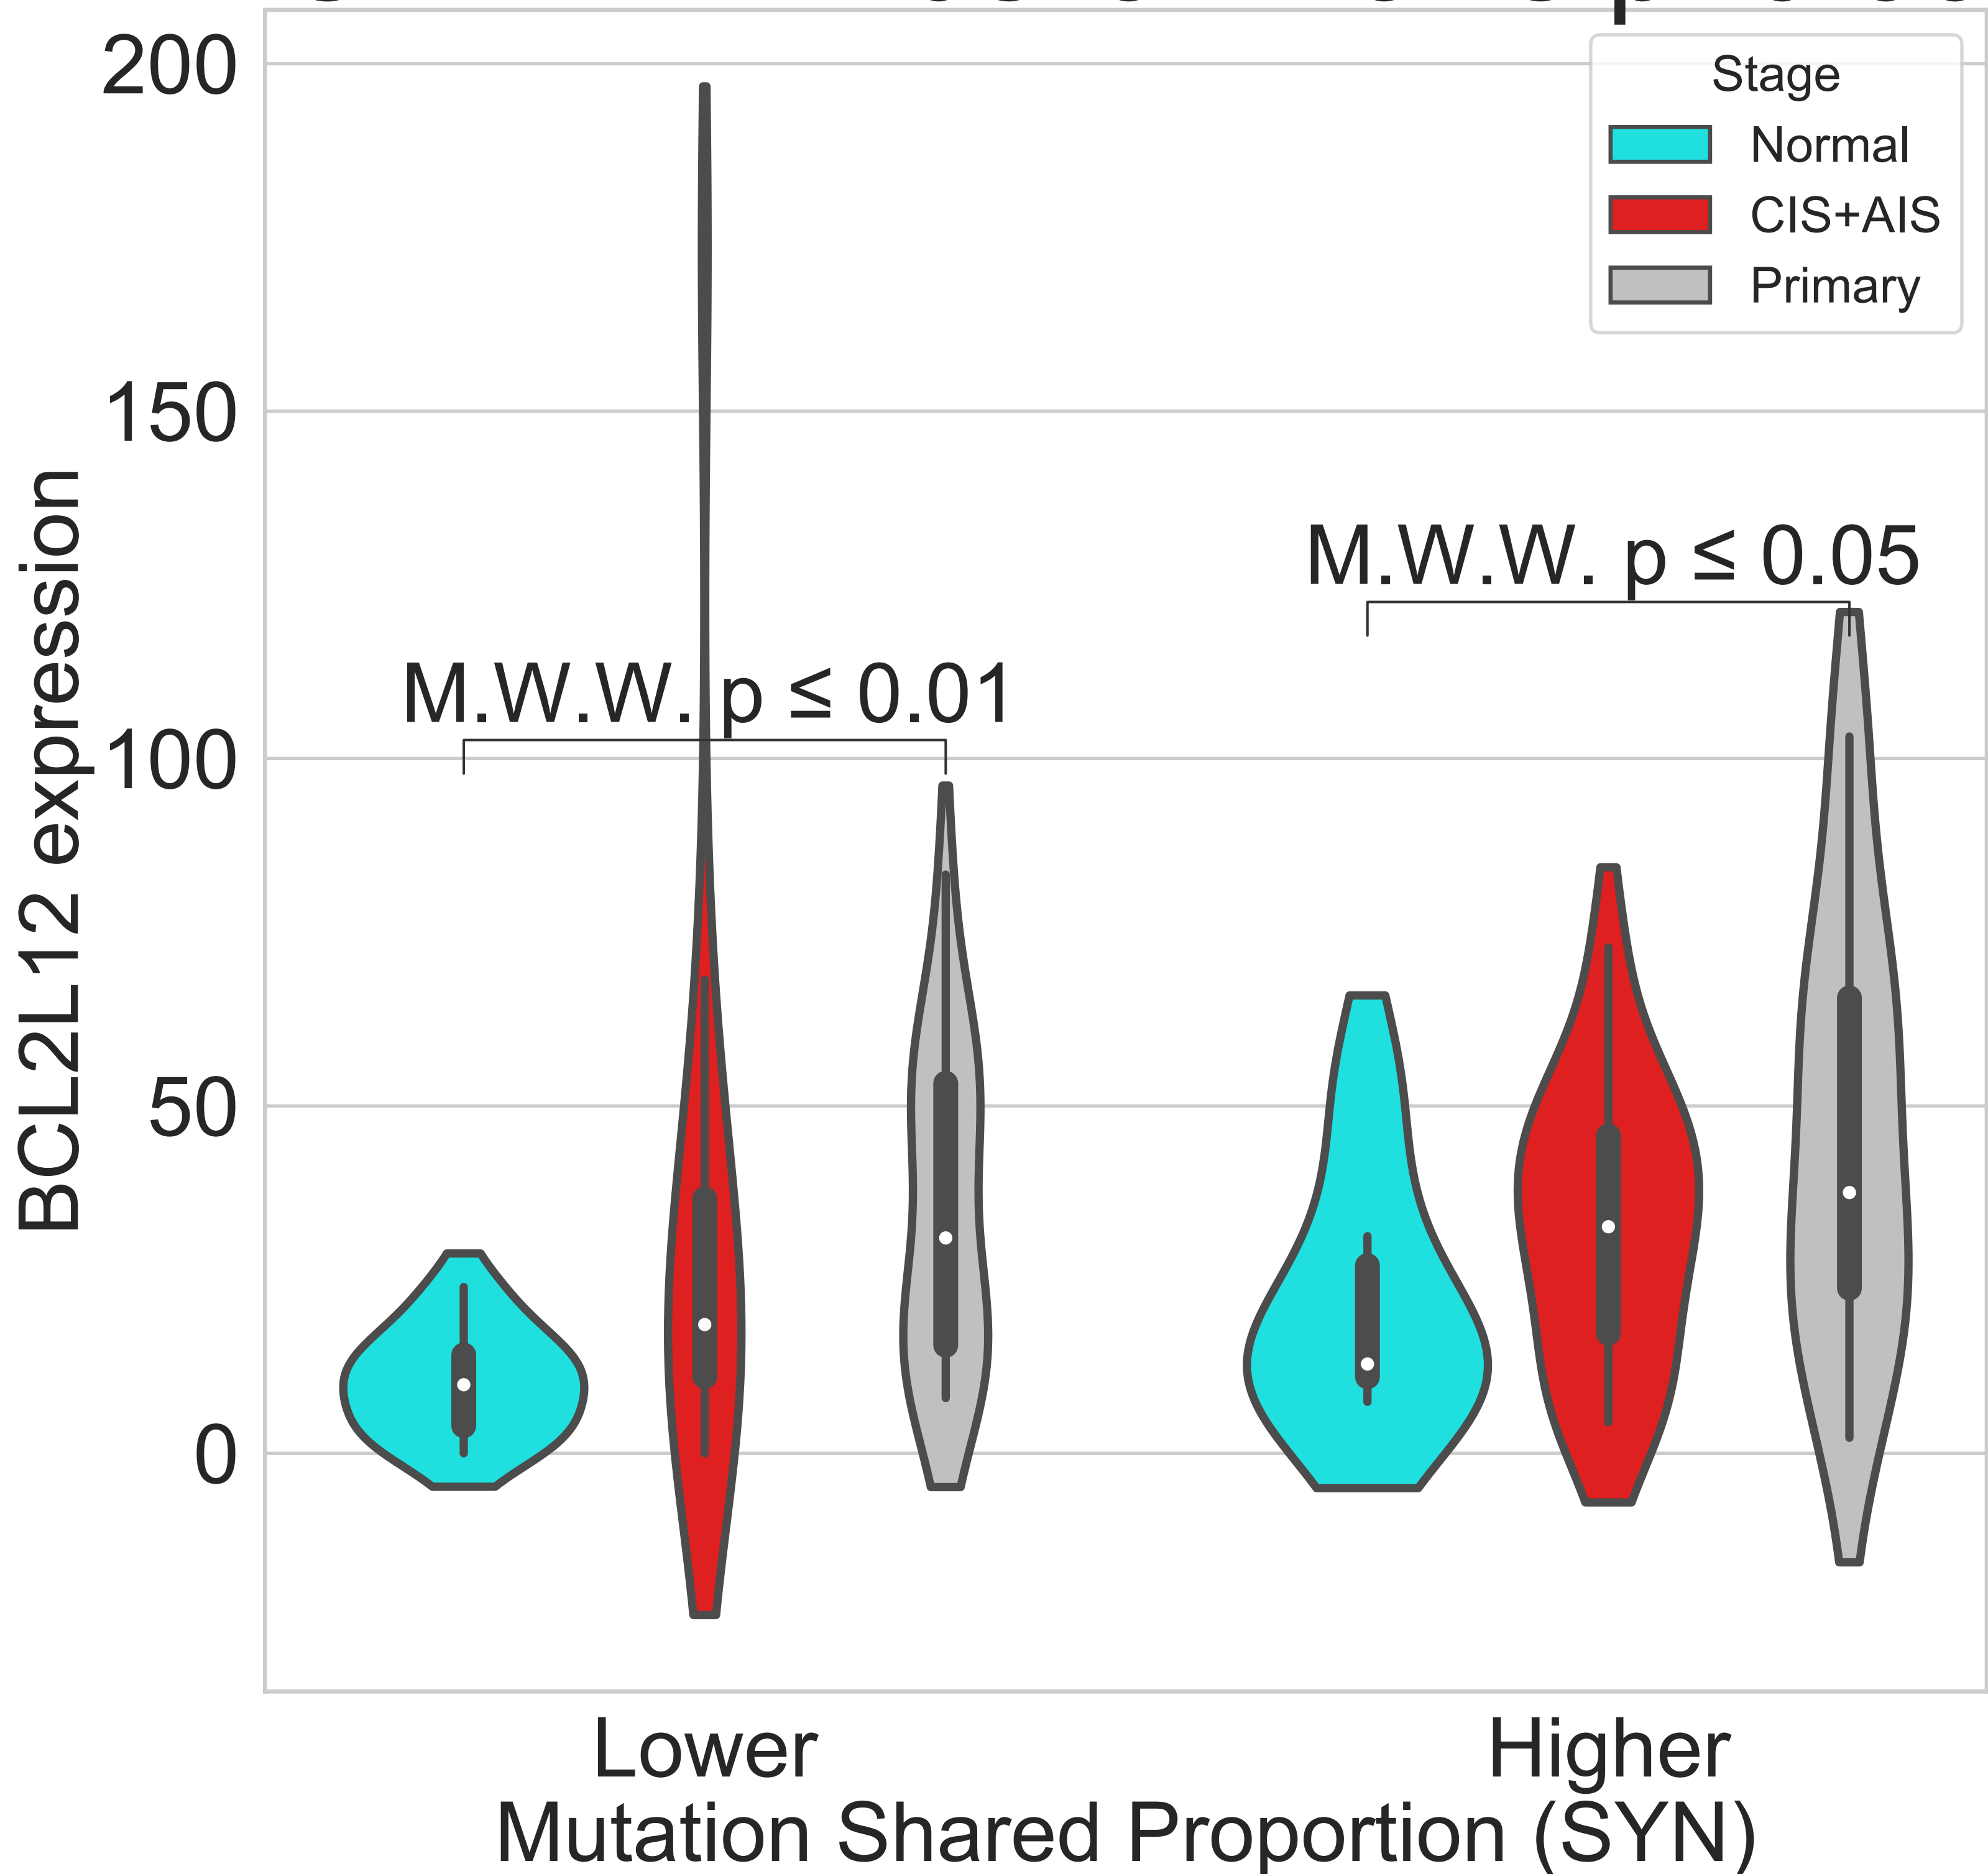 200
150
100
50
0
BCL2L12 expression
Stage
Normal
CIS+AIS
Primary
M.W.W. p ≤ 0.05
M.W.W. p ≤ 0.01
Lower
Higher
Mutation Shared Proportion (SYN)